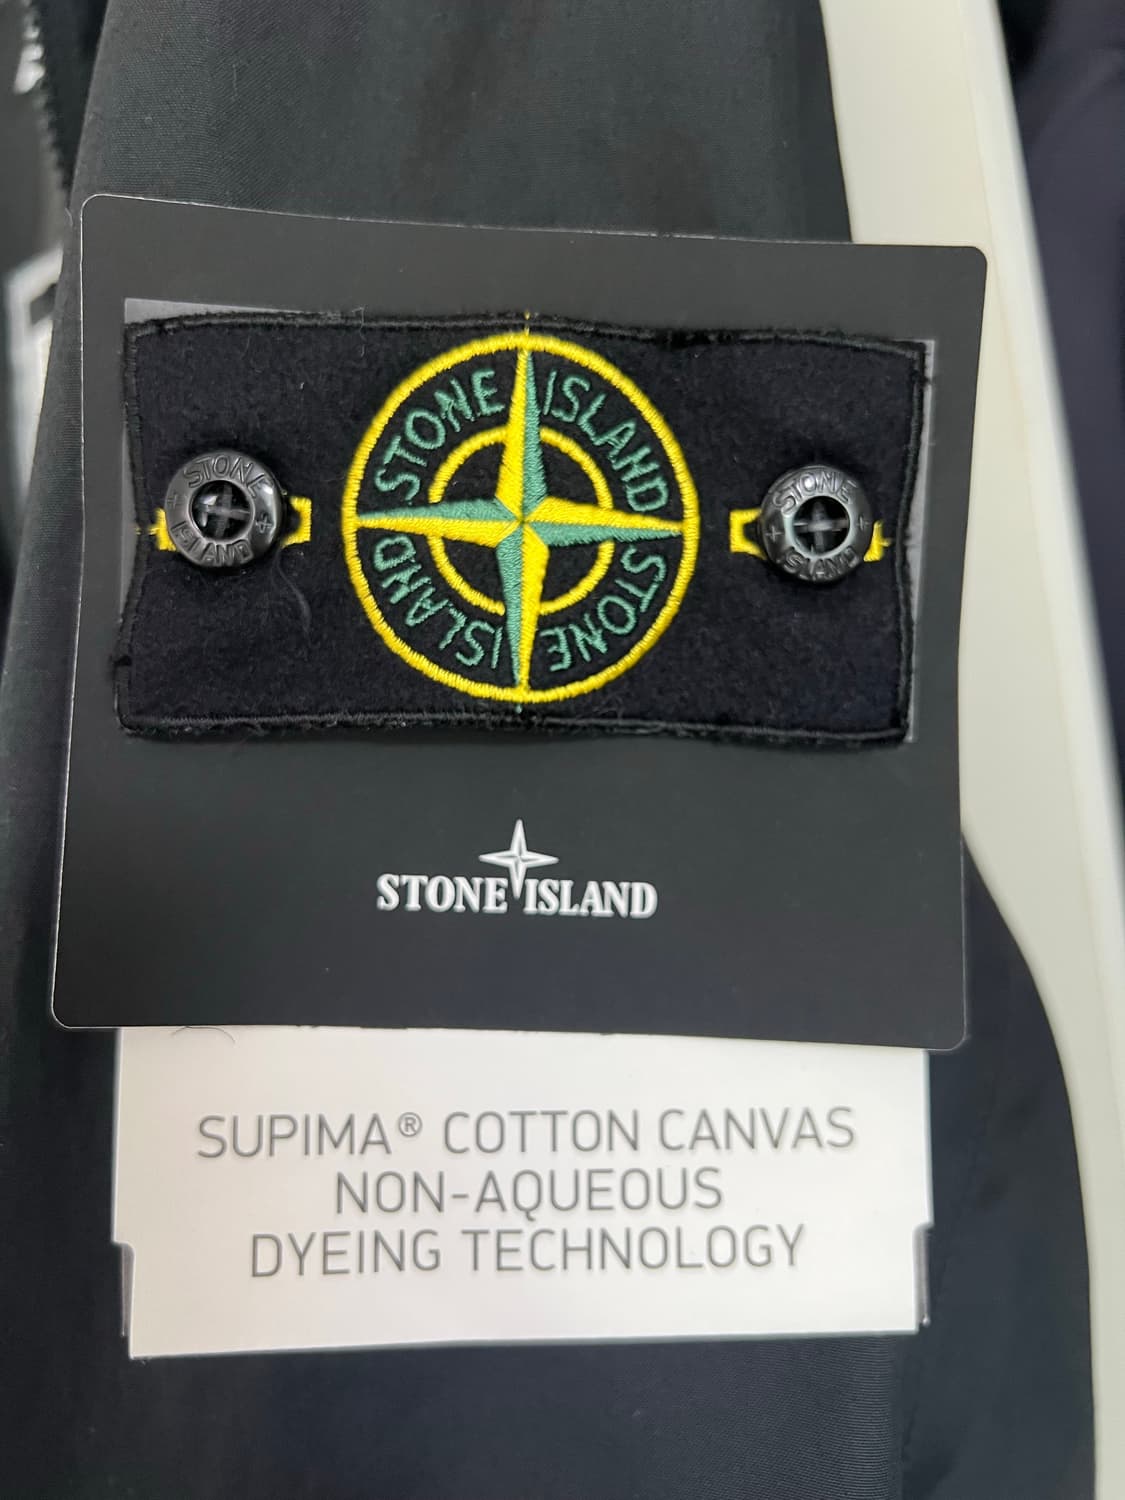 STONE ISLAND
STONE
ISLAND
STONE
ISLAND
STONE ISLAND
STONE ISLAND
SUPIMA® COTTON CANVAS
NON-AQUEOUS
DYEING TECHNOLOGY